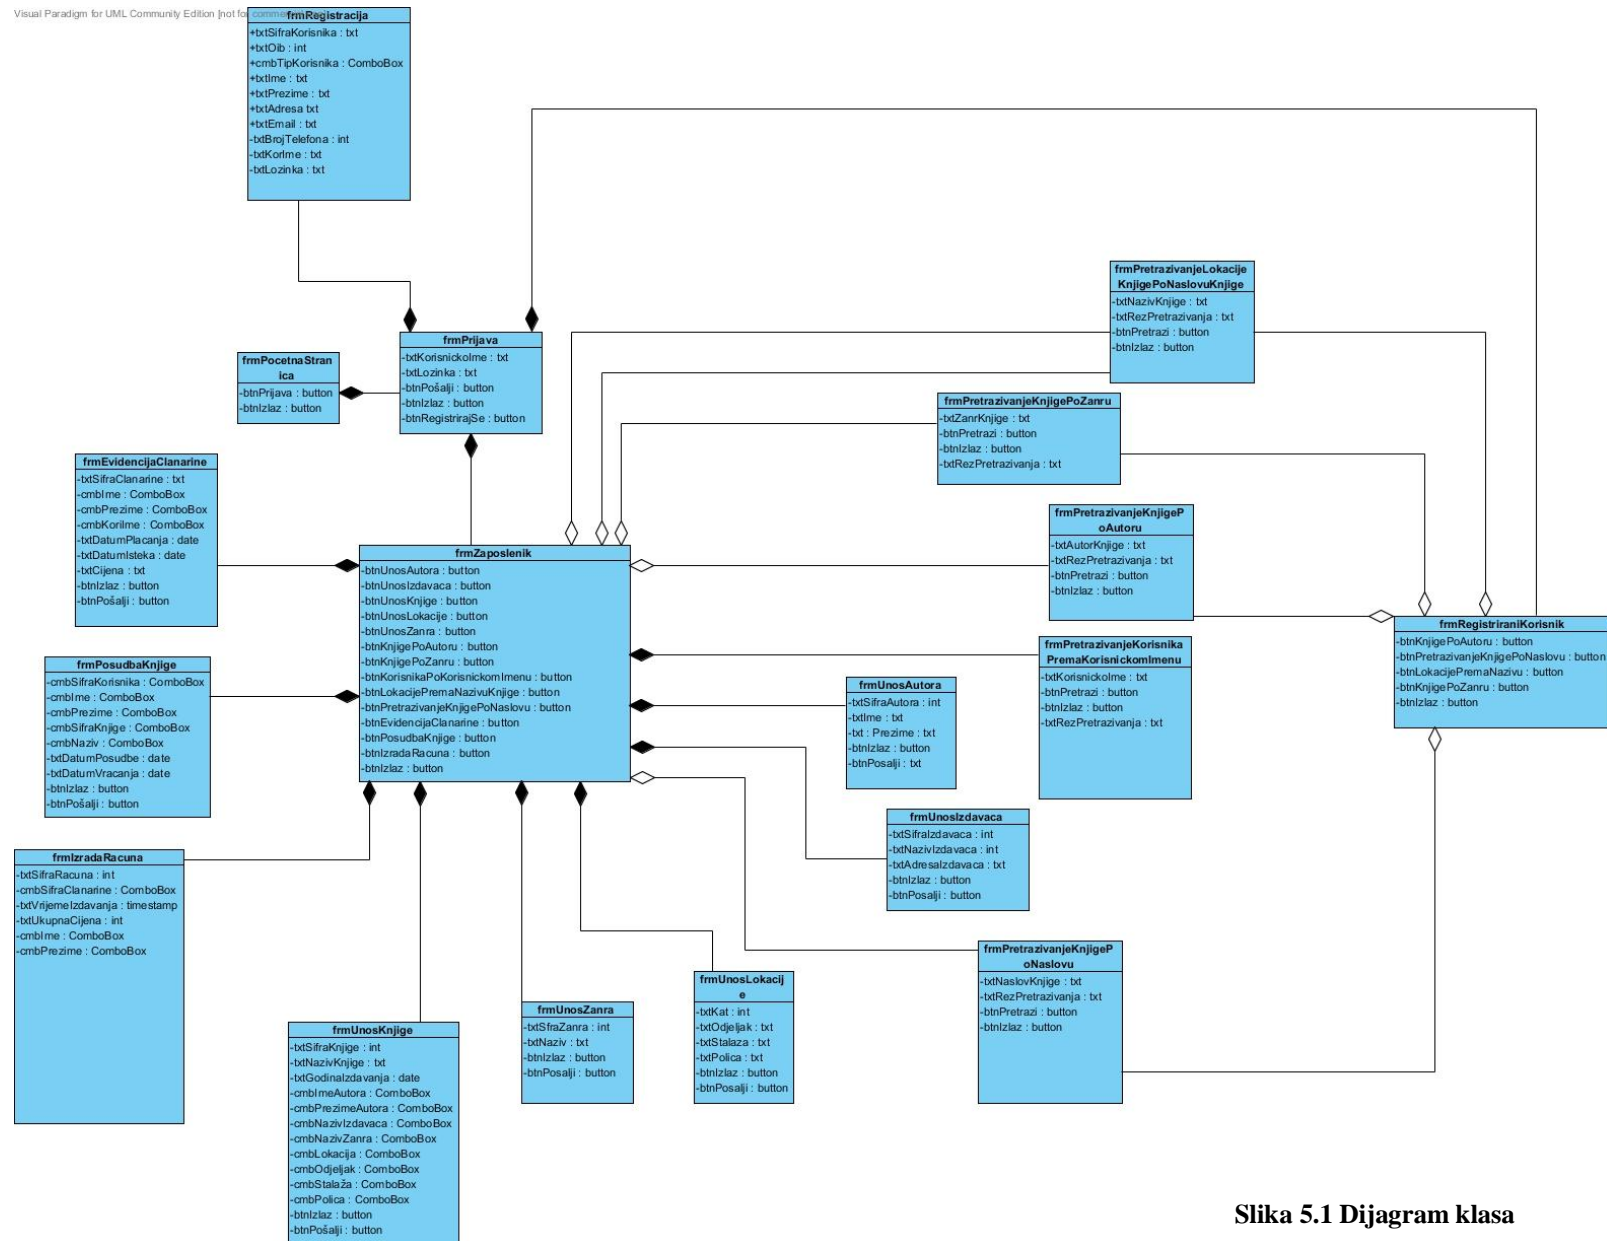 Visual Paradigm for UML Community Edition [not for commer
frmRegistracija
+txtSifraKorisnika : txt
+txtOib : int
+cmbTipKorisnika : ComboBox
+txtIme : txt
+txtPrezime : txt
+txtAdresa txt
+txtEmail : txt
-txtBrojTelefona : int
-txtKorIme : txt
-txtLozinka : txt
frmPrijava
-txtKorisnickoIme : txt
-txtLozinka : txt
-btnPošalji : button
-btnIzlaz : button
-btnRegistrirajSe : button
frmPocetnaStran
ica
-btnPrijava : button
-btnIzlaz : button
frmPretrazivanjeLokacije
KnjigePoNaslovuKnjige
-txtNazivKnjige : txt
-txtRezPretrazivanja : txt
-btnPretrazi : button
-btnIzlaz : button
frmPretrazivanjeKnjigePoZanru
-txtZanrKnjige : txt
-btnPretrazi : button
-btnIzlaz : button
-txtRezPretrazivanja : txt
frmEvidencijaClanarine
-txtSifraClanarine : txt
-cmbIme : ComboBox
-cmbPrezime : ComboBox
-cmbKoriIme : ComboBox
-txtDatumPlacanja : date
-txtDatumIsteka : date
-txtCijena : txt
-btnIzlaz : button
-btnPošalji : button
frmPretrazivanjeKnjigeP
oAutoru
-txtAutorKnjige : txt
-txtRezPretrazivanja : txt
-btnPretrazi : button
-btnIzlaz : button
frmZaposlenik
-btnUnosAutora : button
-btnUnosIzdavaca : button
-btnUnosKnjige : button
-btnUnosLokacije : button
-btnUnosZanra : button
-btnKnjigePoAutoru : button
-btnKnjigePoZanru : button
-btnKorisnikaPoKorisnickomImenu : button
-btnLokacijePremaNazivuKnjige : button
-btnPretrazivanjeKnjigePoNaslovu : button
-btnEvidencijaClanarine : button
-btnPosudbaKnjige : button
-btnIzradaRacuna : button
-btnIzlaz : button
frmRegistriraniKorisnik
-btnKnjigePoAutoru : button
-btnPretrazivanjeKnjigePoNaslovu : button
-btnLokacijePremaNazivu : button
-btnKnjigePoZanru : button
-btnIzlaz : button
frmPretrazivanjeKorisnika
PremaKorisnickomImenu
-txtKorisnickoIme : txt
-btnPretrazi : button
-btnIzlaz : button
-txtRezPretrazivanja : txt
frmPosudbaKnjige
-cmbSifraKorisnika : ComboBox
-cmbIme : ComboBox
-cmbPrezime : ComboBox
-cmbSifraKnjige : ComboBox
-cmbNaziv : ComboBox
-txtDatumPosudbe : date
-txtDatumVracanja : date
-btnIzlaz : button
-btnPošalji : button
frmUnosAutora
-txtSifraAutora : int
-txtIme : txt
-txt : Prezime : txt
-btnIzlaz : button
-btnPosalji : txt
frmUnosIzdavaca
-txtSifraIzdavaca : int
-txtNazivIzdavaca : int
-txtAdresaIzdavaca : txt
-btnIzlaz : button
-btnPosalji : button
frmIzradaRacuna
-txtSifraRacuna : int
-cmbSifraClanarine : ComboBox
-txtVrijemeIzdavanja : timestamp
-txtUkupnaCijena : int
-cmbIme : ComboBox
-cmbPrezime : ComboBox
frmPretrazivanjeKnjigeP
oNaslovu
-txtNaslovKnjige : txt
-txtRezPretrazivanja : txt
-btnPretrazi : button
-btnIzlaz : button
frmUnosLokacij
e
-txtKat : int
-txtOdjeljak : txt
-txtStalaza : txt
-txtPolica : txt
-btnIzlaz : button
-btnPosalji : button
frmUnosZanra
-txtSfraZanra : int
-txtNaziv : txt
-btnIzlaz : button
-btnPosalji : button
frmUnosKnjige
-txtSifraKnjige : int
-txtNazivKnjige : txt
-txtGodinaIzdavanja : date
-cmbImeAutora : ComboBox
-cmbPrezimeAutora : ComboBox
-cmbNazivIzdavaca : ComboBox
-cmbNazivZanra : ComboBox
-cmbLokacija : ComboBox
-cmbOdjeljak : ComboBox
-cmbStalaža : ComboBox
-cmbPolica : ComboBox
-btnIzlaz : button
-btnPošalji : button
Slika 5.1 Dijagram klasa